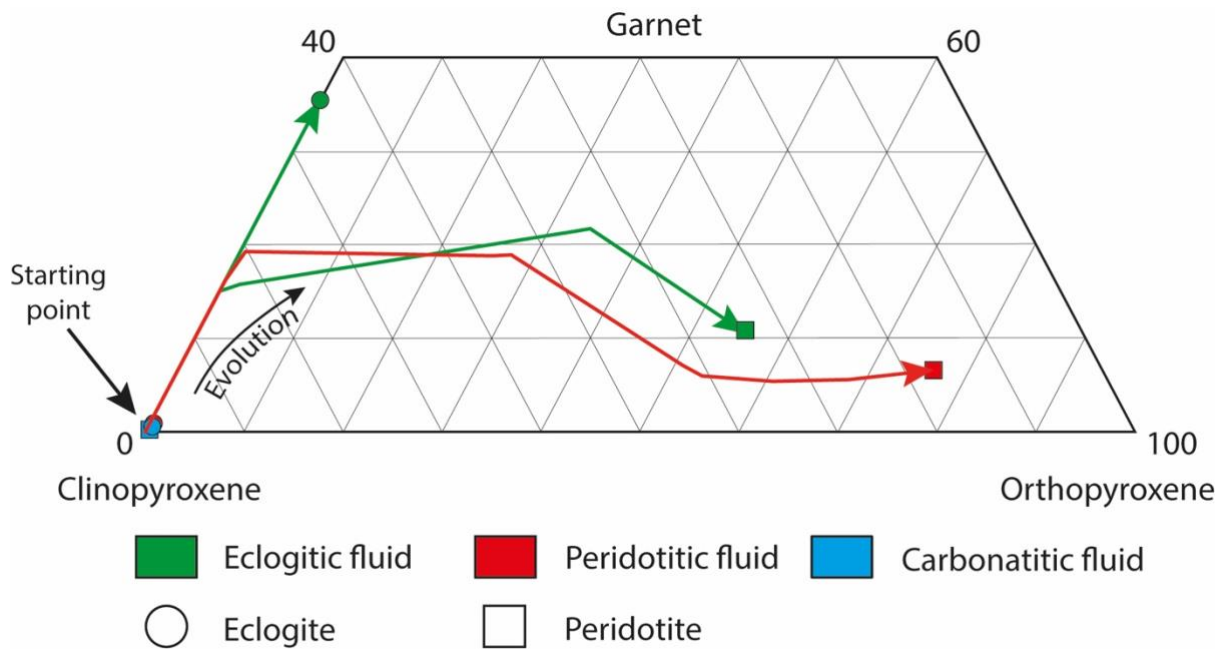 Garnet
40
60
Starting
point
Evolution
0
100
Clinopyroxene
Orthopyroxene
Eclogitic fluid
Peridotitic fluid
Carbonatitic fluid
Eclogite
Peridotite